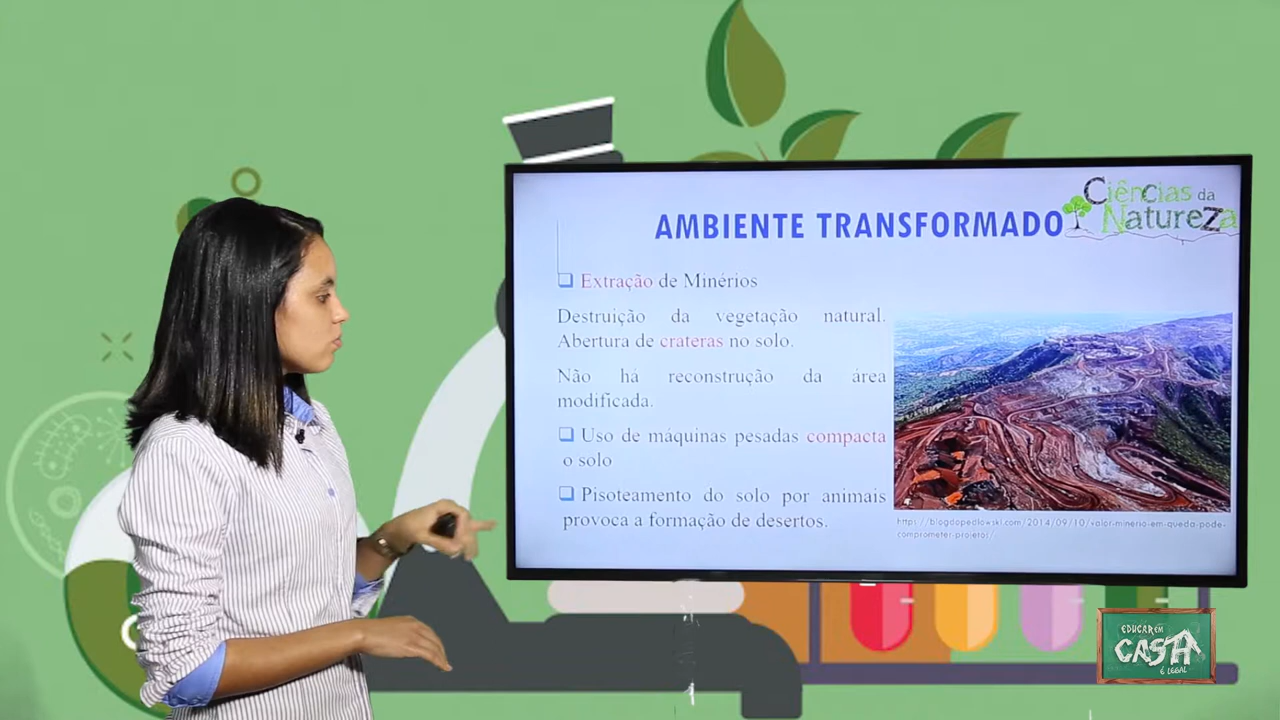 Ciências da
Natureza
AMBIENTE TRANSFORMADO
Extração de Minérios
Destruição da vegetação natural.
Abertura de crateras no solo.
Não há reconstrução da área
modificada.
Uso de máquinas pesadas compacta
o solo
Pisoteamento do solo por animais
provoca a formação de desertos.
https://blogdopedlowski.com/2014/09/10/valor-minerio-em-queda-pode-
comprometer-projetos/
EDUCAR EM
CASA
É LEGAL